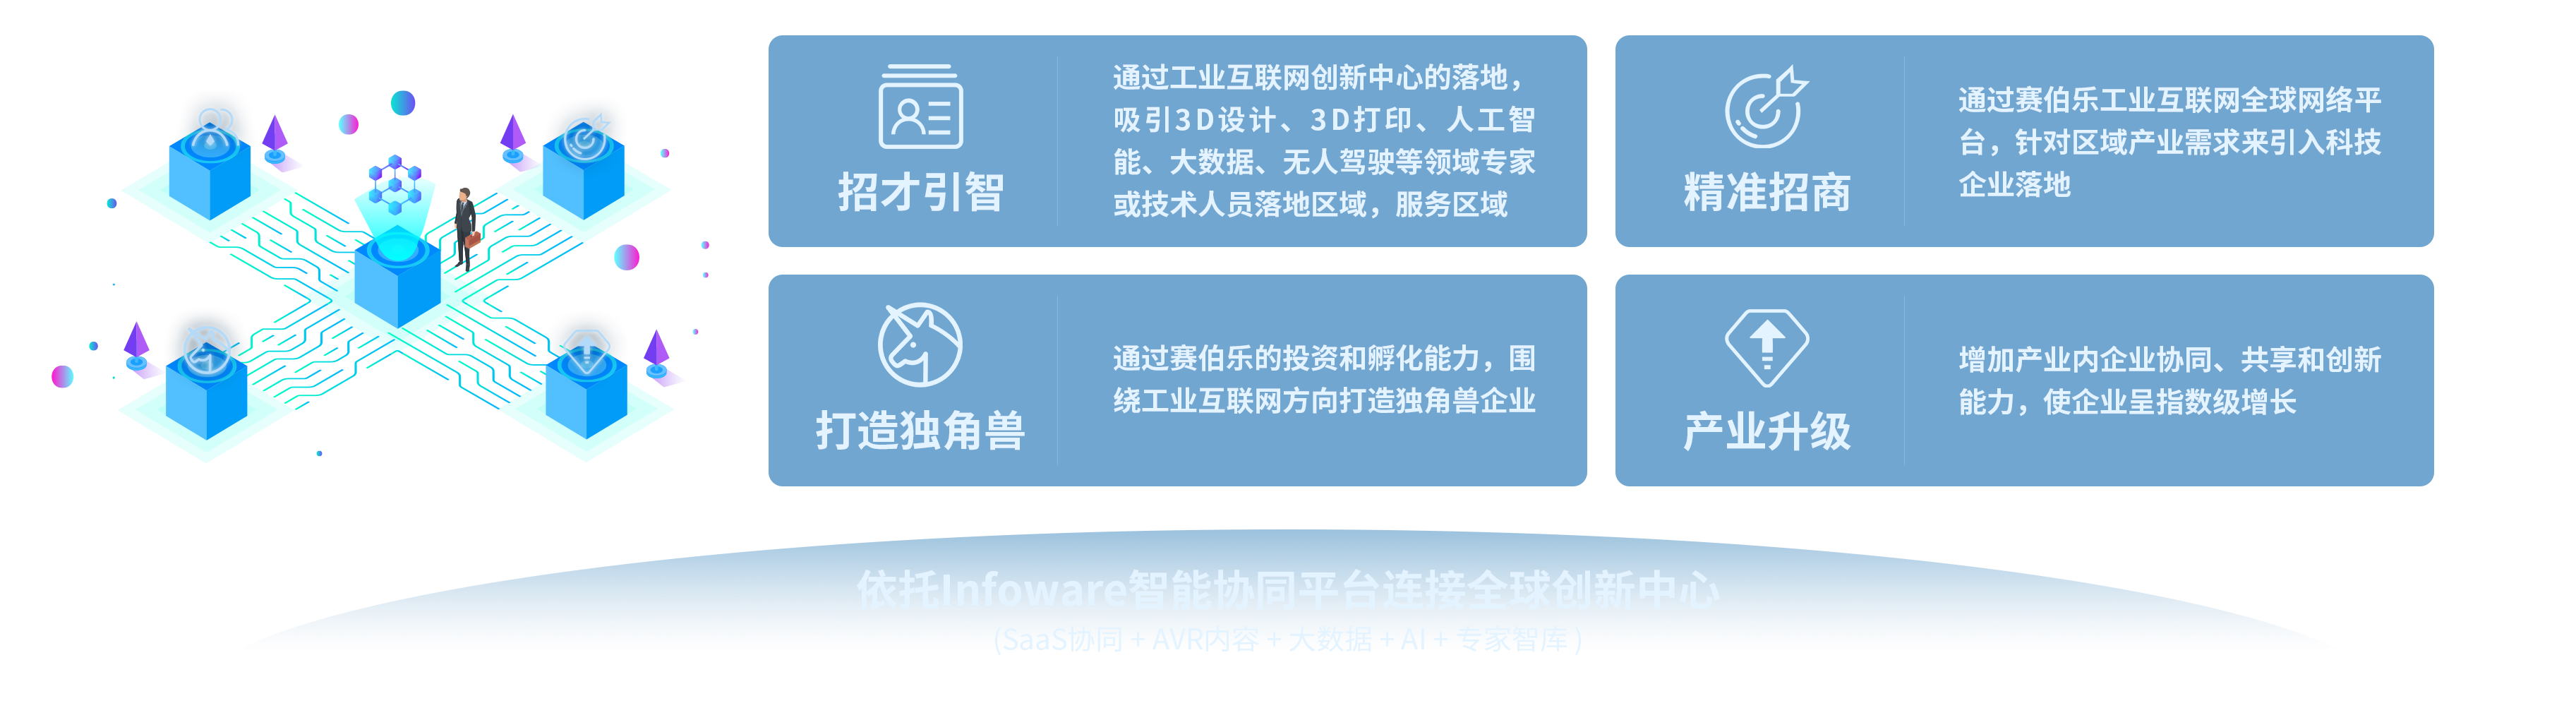 招才引智
通过工业互联网创新中心的落地，
吸引3D设计、3D打印、人工智
能、大数据、无人驾驶等领域专家
或技术人员落地区域，服务区域
精准招商
通过赛伯乐工业互联网全球网络平
台，针对区域产业需求来引入科技
企业落地
打造独角兽
通过赛伯乐的投资和孵化能力，围
绕工业互联网方向打造独角兽企业
产业升级
增加产业内企业协同、共享和创新
能力，使企业呈指数级增长
依托Infoware智能协同平台连接全球创新中心
(SaaS协同 + AVR内容 + 大数据 + AI + 专家智库 )